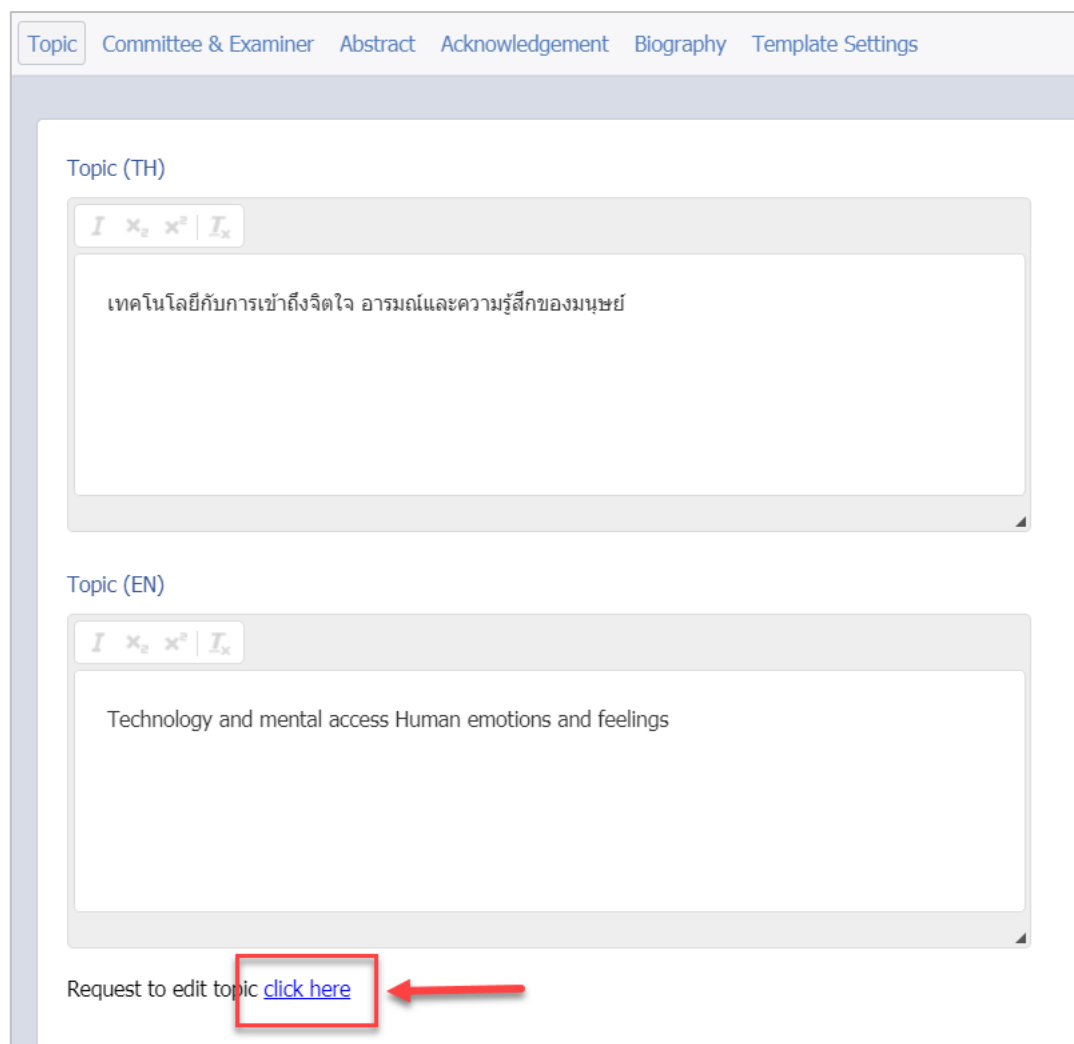 Topic Committee & Examiner Abstract Acknowledgement Biography Template Settings
Topic (TH)
เทคโนโลยีกับการเข้าถึงจิตใจ อารมณ์และความรู้สึกของมนุษย์
Topic (EN)
Technology and mental access Human emotions and feelings
Request to edit topic click here